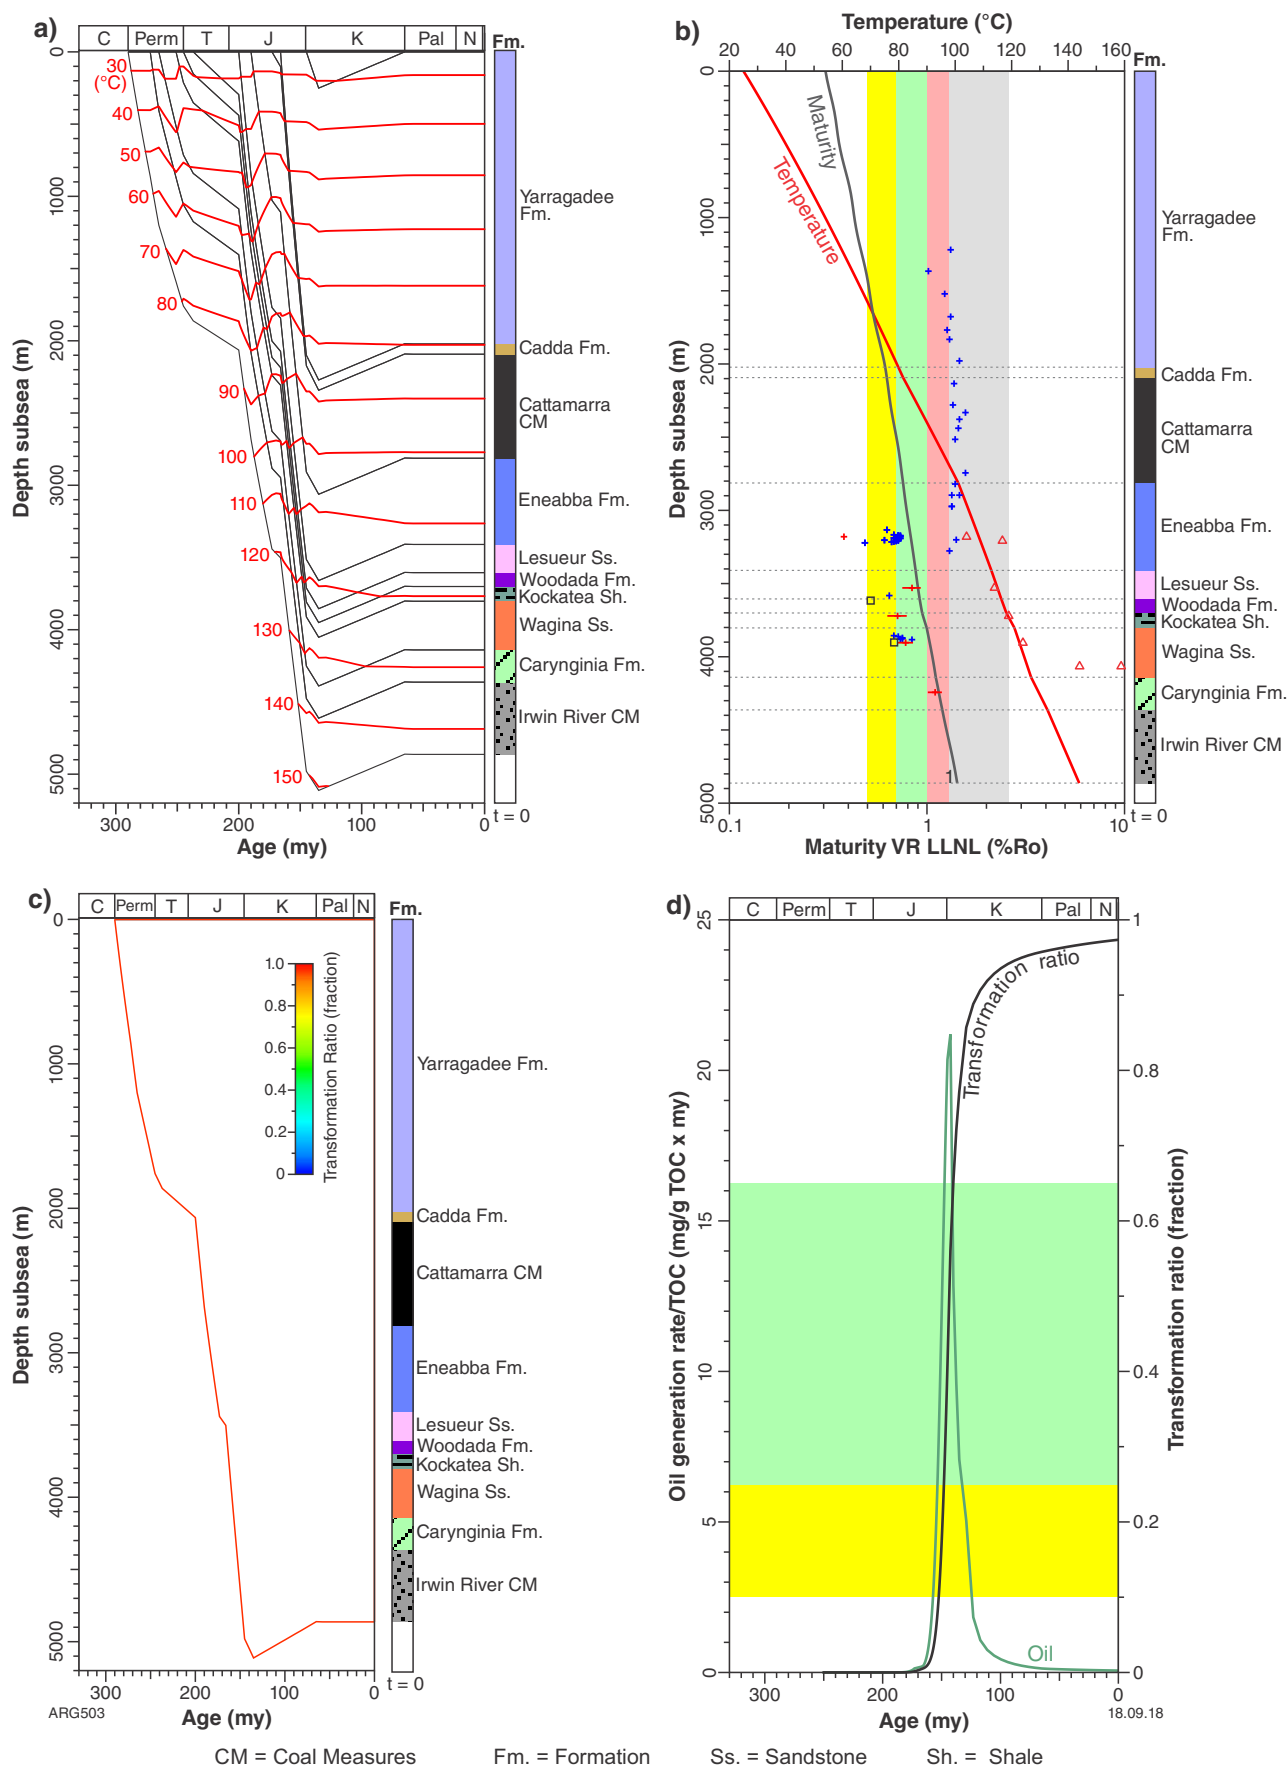 a)
C Perm T J K Pal N Fm.
0
1000
2000
3000
4000
5000
Depth subsea (m)
30
(°C)
40
50
60
70
80
90
100
110
120
130
140
150
Yarragadee
Fm.
Cadda Fm.
Cattamarra
CM
Eneabba Fm.
Lesueur Ss.
Woodada Fm.
Kockatea Sh.
Wagina Ss.
Carynginia Fm.
Irwin River CM
t = 0
300 200 100 0
Age (my)
b)
Temperature (°C)
20 40 60 80 100 120 140 160
Fm.
0
1000
2000
3000
4000
5000
Depth subsea (m)
Maturity
Temperature
1
Yarragadee
Fm.
Cadda Fm.
Cattamarra
CM
Eneabba Fm.
Lesueur Ss.
Woodada Fm.
Kockatea Sh.
Wagina Ss.
Carynginia Fm.
Irwin River CM
t = 0
0.1 1 10
Maturity VR LLNL (%Ro)
c)
C Perm T J K Pal N Fm.
0
1000
2000
3000
4000
5000
Depth subsea (m)
1.0
0.8
0.6
0.4
0.2
0
Transformation Ratio (fraction)
Yarragadee Fm.
Cadda Fm.
Cattamarra CM
Eneabba Fm.
Lesueur Ss.
Woodada Fm.
Kockatea Sh.
Wagina Ss.
Carynginia Fm.
Irwin River CM
t = 0
300 200 100 0
Age (my)
ARG503
d)
C Perm T J K Pal N
25
20
15
10
5
0
Oil generation rate/TOC (mg/g TOC x my)
Transformation ratio
Oil
1
0.8
0.6
0.4
0.2
0
Transformation ratio (fraction)
300 200 100 0
Age (my)
18.09.18
CM = Coal Measures Fm. = Formation Ss. = Sandstone Sh. = Shale